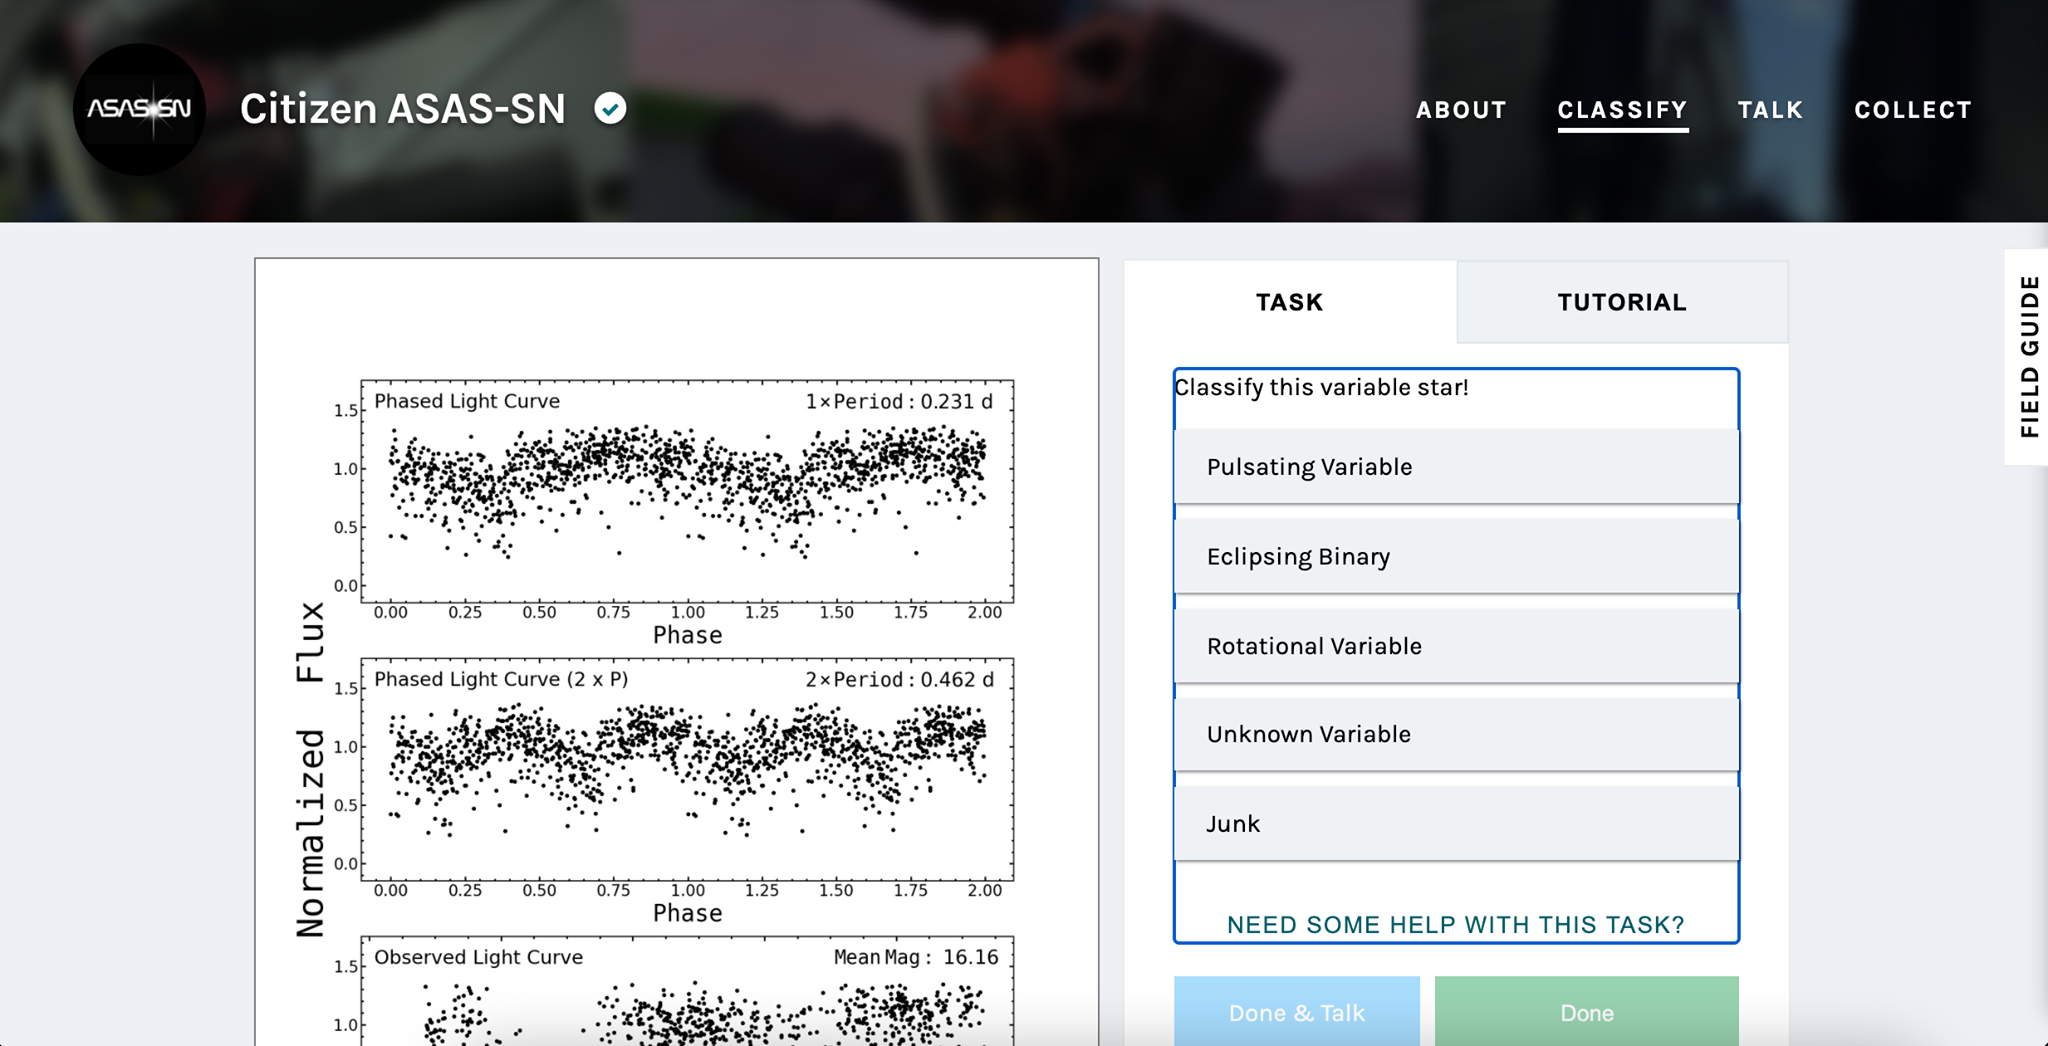 ASAS-SN
Citizen ASAS-SN
ABOUT
CLASSIFY
TALK
COLLECT
FIELD GUIDE
TASK
TUTORIAL
Classify this variable star!
Pulsating Variable
Eclipsing Binary
Rotational Variable
Unknown Variable
Junk
NEED SOME HELP WITH THIS TASK?
Done & Talk
Done
Normalized Flux
Phased Light Curve
1×Period : 0.231 d
1.5
1.0
0.5
0.0
0.00 0.25 0.50 0.75 1.00 1.25 1.50 1.75 2.00
Phase
Phased Light Curve (2 x P)
2×Period : 0.462 d
1.5
1.0
0.5
0.0
0.00 0.25 0.50 0.75 1.00 1.25 1.50 1.75 2.00
Phase
Observed Light Curve
Mean Mag : 16.16
1.5
1.0